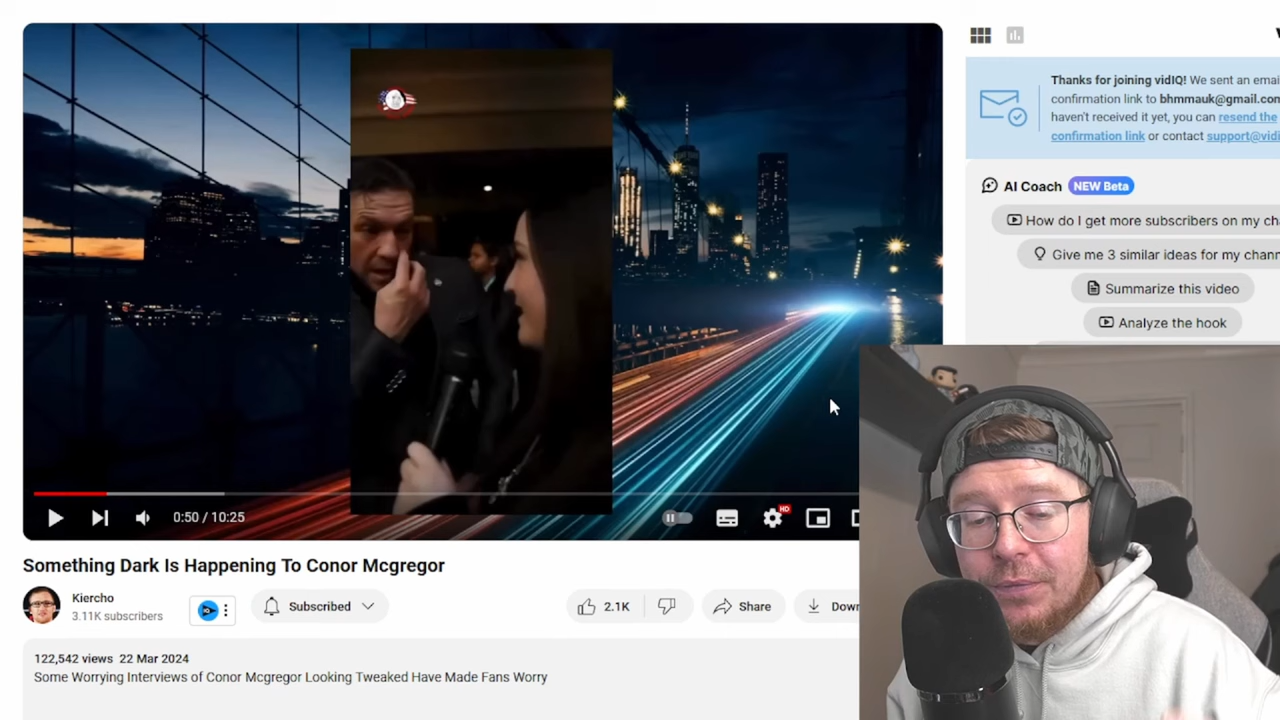 Thanks for joining vidIQ! We sent an emai
confirmation link to bhmmauk@gmail.com
haven't received it yet, you can resend the
confirmation link or contact support@vidi
AI Coach NEW Beta
How do I get more subscribers on my ch
Give me 3 similar ideas for my chann
Summarize this video
Analyze the hook
0:50 / 10:25
HD
Something Dark Is Happening To Conor Mcgregor
Kiercho
3.11K subscribers
Subscribed
2.1K
Share
Down
122,542 views 22 Mar 2024
Some Worrying Interviews of Conor Mcgregor Looking Tweaked Have Made Fans Worry